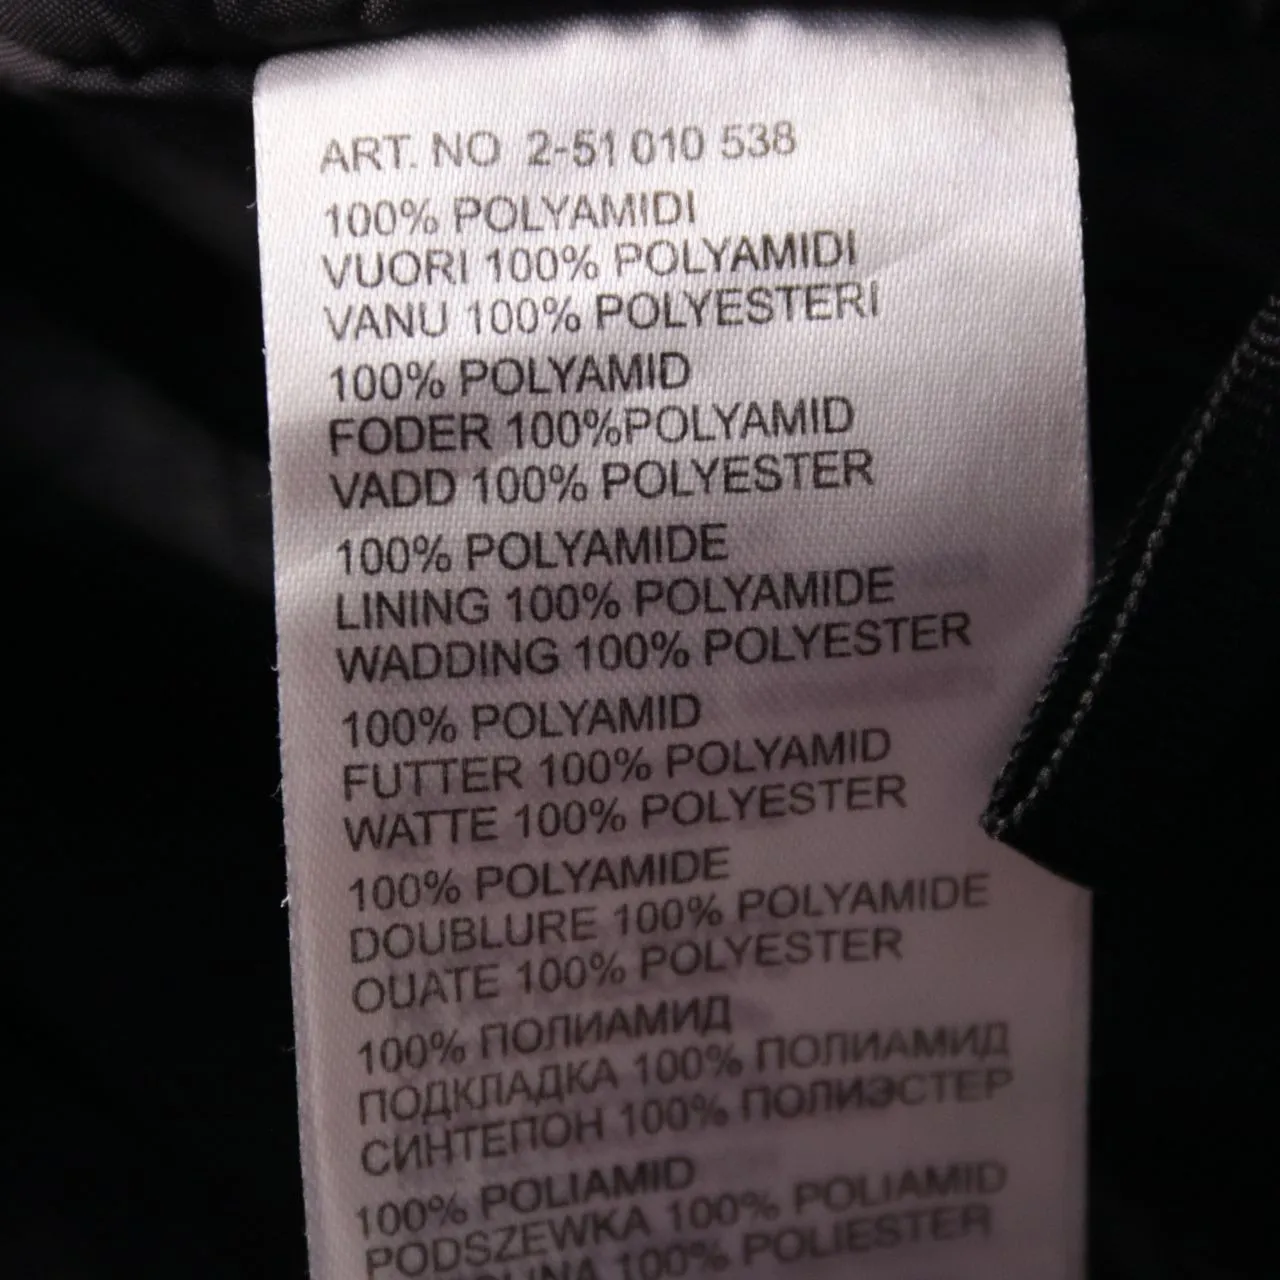 ART. NO 2-51 010 538
100% POLYAMIDI
VUORI 100% POLYAMIDI
VANU 100% POLYESTERI
100% POLYAMID
FODER 100%POLYAMID
VADD 100% POLYESTER
100% POLYAMIDE
LINING 100% POLYAMIDE
WADDING 100% POLYESTER
100% POLYAMID
FUTTER 100% POLYAMID
WATTE 100% POLYESTER
100% POLYAMIDE
DOUBLURE 100% POLYAMIDE
OUATE 100% POLYESTER
100% ПОЛИАМИД
ПОДКЛАДКА 100% ПОЛИАМИД
СИНТЕПОН 100% ПОЛИЭСТЕР
100% POLIAMID
PODSZEWKA 100% POLIAMID
100% POLIESTER